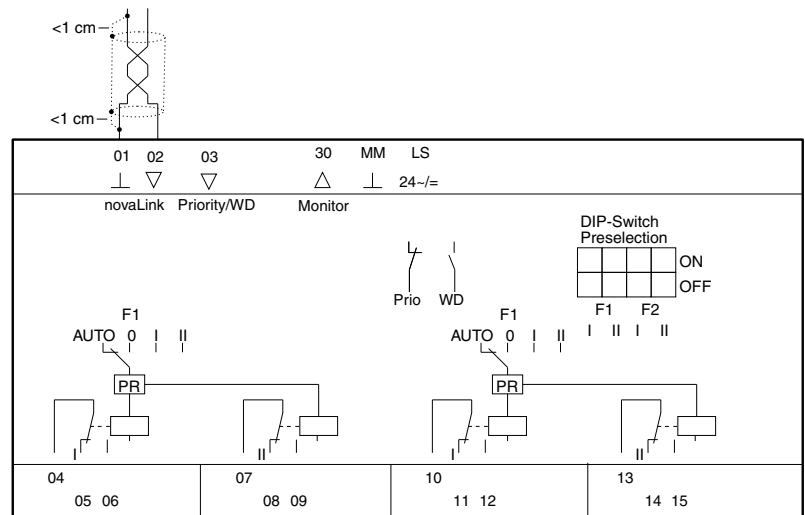 <1 cm
<1 cm
01 02 03 30 MM LS
24~/=
novaLink Priority/WD Monitor
DIP-Switch
Preselection
ON
OFF
Prio WD
F1 F2
I II I II
F1 F1
AUTO 0 I II AUTO 0 I II
PR PR
I I II I I I II I
04 07 10 13
05 06 08 09 11 12 14 15